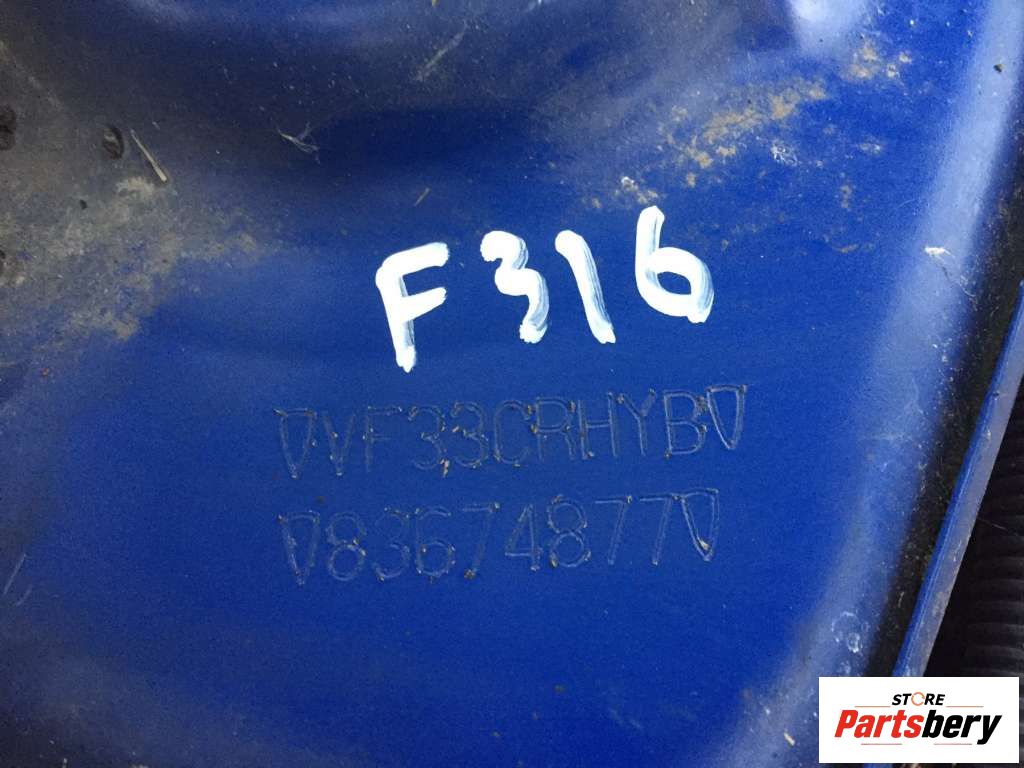 F316
VF33CRHYB
83674877
STORE
Partsbery